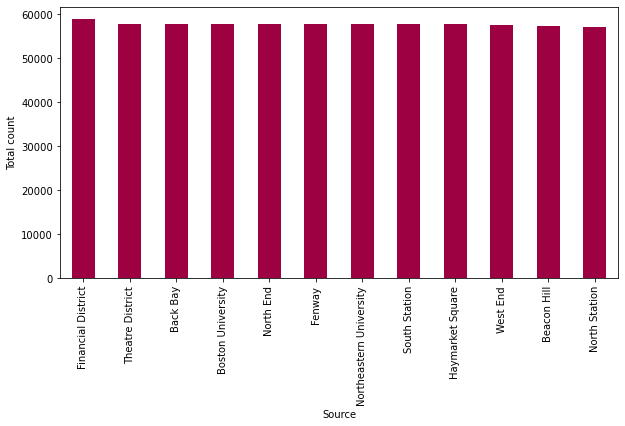 60000
50000
40000
30000
20000
10000
0
Total count
Financial District
Theatre District
Back Bay
Boston University
North End
Fenway
Northeastern University
South Station
Haymarket Square
West End
Beacon Hill
North Station
Source